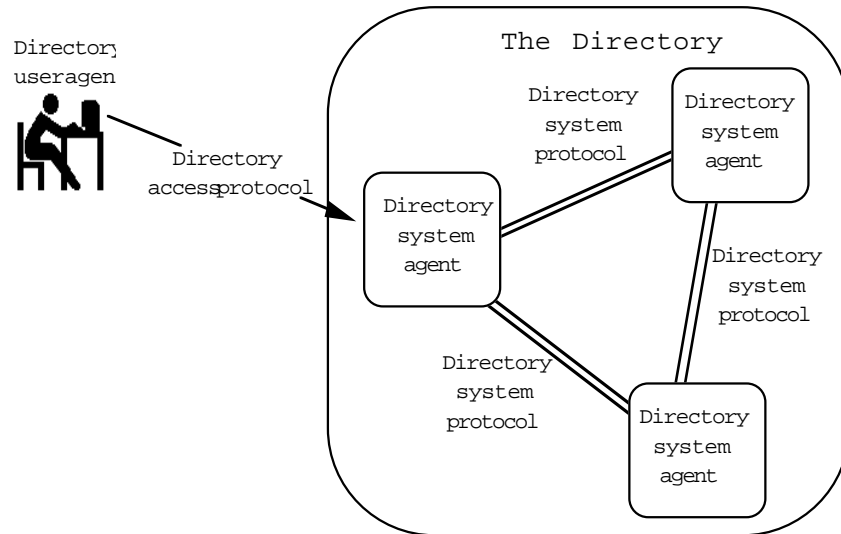 The Directory
Directory
useragen
Directory
access protocol
Directory
system
agent
Directory
system
protocol
Directory
system
agent
Directory
system
protocol
Directory
system
protocol
Directory
system
agent